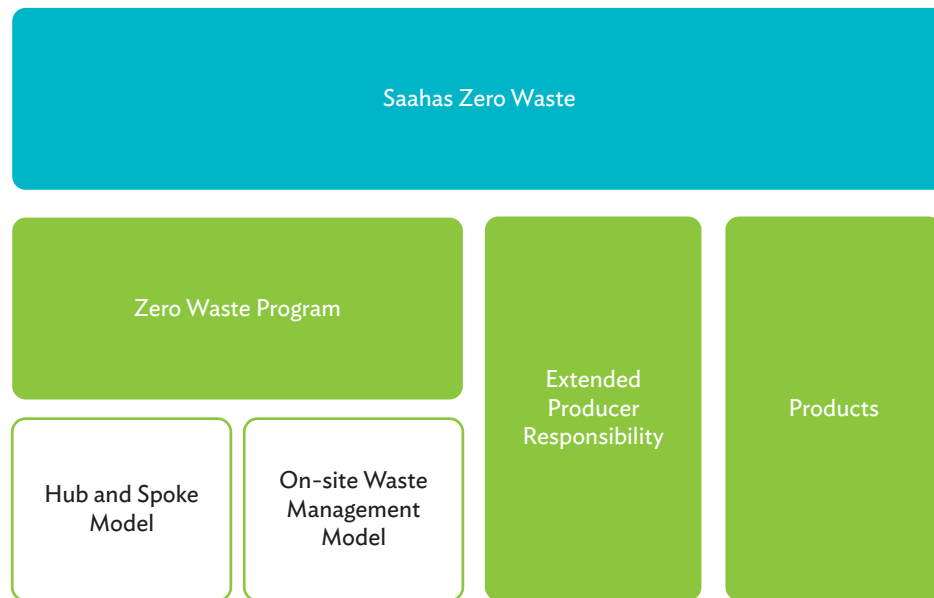 Saahas Zero Waste
Zero Waste Program
Extended
Producer
Responsibility
Products
Hub and Spoke
Model
On-site Waste
Management
Model